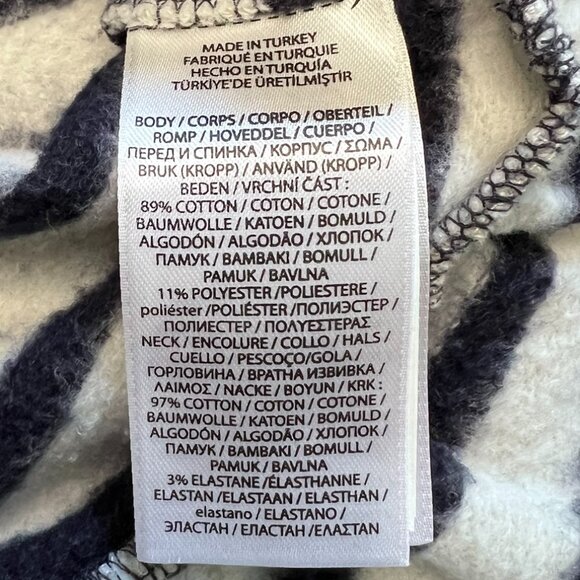 MADE IN TURKEY
FABRIQUÉ EN TURQUIE
HECHO EN TURQUÍA
TÜRKİYE'DE ÜRETİLMİŞTİR
BODY / CORPS / CORPO / OBERTEIL /
ROMP / HOVEDDEL / CUERPO /
ПЕРЕД И СПИНКА / КОРПУС / ΣΩΜΑ /
BRUK (KROPP) / ANVÄND (KROPP) /
BEDEN / VRCHNÍ ČÁST :
89% COTTON / COTON / COTONE /
BAUMWOLLE / KATOEN / BOMULD /
ALGODÓN / ALGODÃO / ХЛОПОК /
ПАМУК / ΒΑΜΒΑΚΙ / BOMULL /
PAMUK / BAVLNA
11% POLYESTER /POLIESTERE /
poliéster/POLIESTER /ПОЛИЭСТЕР /
ПОЛИЕСТЕР / ΠΟΛΥΕΣΤΕΡΑΣ
NECK / ENCOLURE / COLLO / HALS /
CUELLO / PESCOÇO/GOLA /
ГОРЛОВИНА / ВРАТНА ИЗВИВКА /
ΛΑΙΜΟΣ / NACKE / BOYUN / KRK :
97% COTTON / COTON / COTONE /
BAUMWOLLE / KATOEN / BOMULD /
ALGODÓN / ALGODÃO / ХЛОПОК /
ПАМУК / ΒΑΜΒΑΚΙ / BOMULL /
PAMUK / BAVLNA
3% ELASTANE /ÉLASTHANNE /
ELASTAN /ELASTAAN / ELASTHAN /
elastano / ELASTANO /
ЭЛАСТАН / ЕЛАСТАН /ΕΛΑΣΤΑΝ